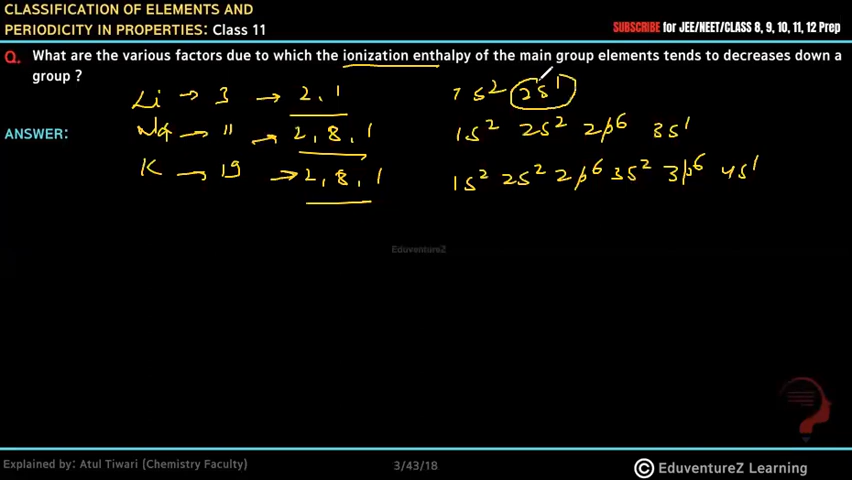 CLASSIFICATION OF ELEMENTS AND
PERIODICITY IN PROPERTIES: Class 11
SUBSCRIBE for JEE/NEET/CLASS 8, 9, 10, 11, 12 Prep
Q. What are the various factors due to which the ionization enthalpy of the main group elements tends to decreases down a
group ?
Li → 3 → 2, 1 1s² 2s¹
ANSWER: Na → 11 → 2, 8, 1 1s² 2s² 2p⁶ 3s¹
K → 19 → 2, 8, 1 1s² 2s² 2p⁶ 3s² 3p⁶ 4s¹
EduventureZ
Explained by: Atul Tiwari (Chemistry Faculty) 3/43/18 © EduventureZ Learning